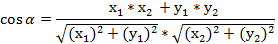 cos α = (x₁ * x₂ + y₁ * y₂) / (√((x₁)² + (y₁)²) * √((x₂)² + (y₂)²))